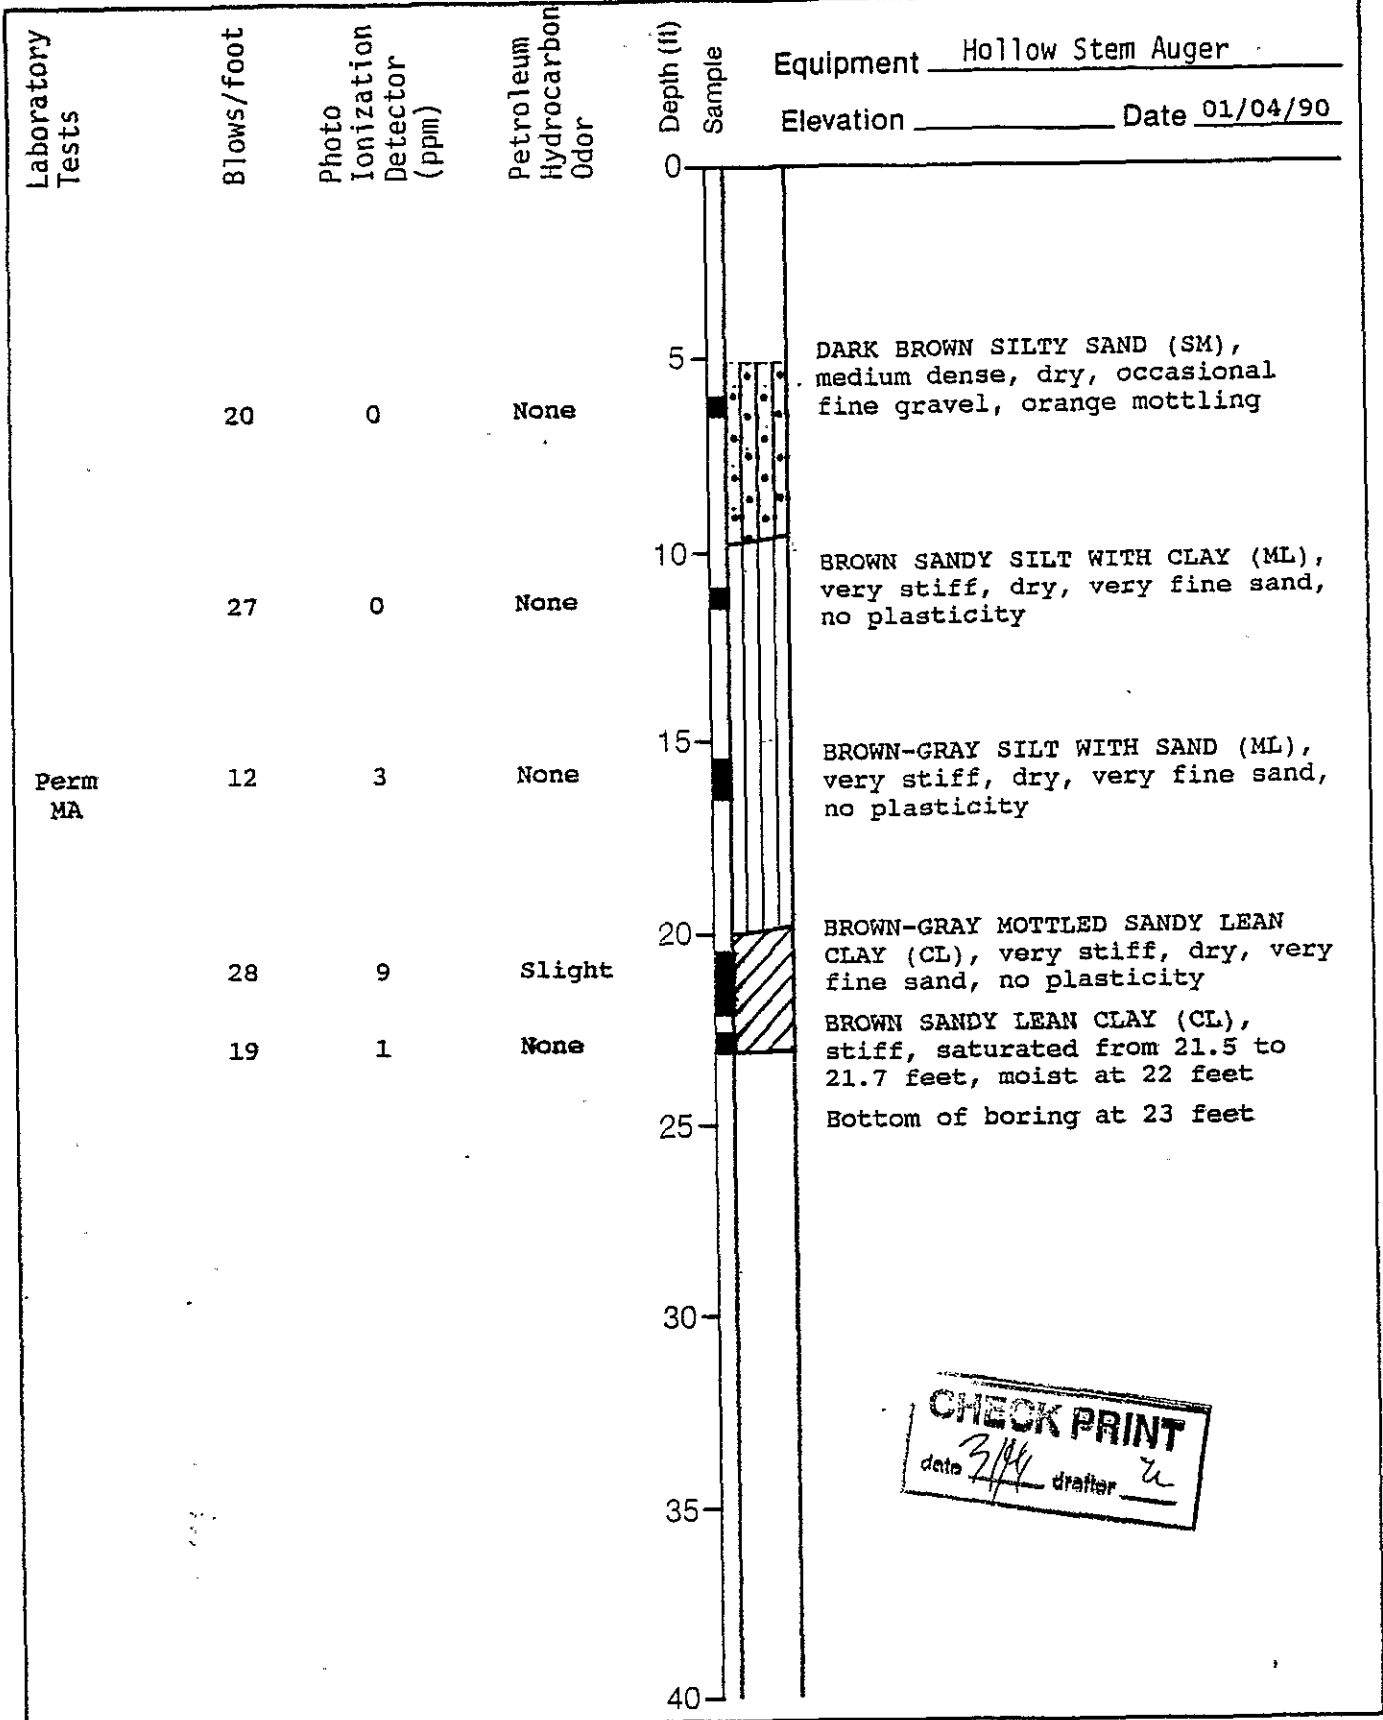 Laboratory
Tests
Blows/foot
Photo
Ionization
Detector
(ppm)
Petroleum
Hydrocarbon
Odor
Depth (ft)
Sample
Equipment Hollow Stem Auger
Elevation Date 01/04/90
0
5
DARK BROWN SILTY SAND (SM),
medium dense, dry, occasional
fine gravel, orange mottling
20 0 None
10
BROWN SANDY SILT WITH CLAY (ML),
very stiff, dry, very fine sand,
no plasticity
27 0 None
15
BROWN-GRAY SILT WITH SAND (ML),
very stiff, dry, very fine sand,
no plasticity
Perm 12 3 None
MA
20
BROWN-GRAY MOTTLED SANDY LEAN
CLAY (CL), very stiff, dry, very
fine sand, no plasticity
28 9 Slight
BROWN SANDY LEAN CLAY (CL),
stiff, saturated from 21.5 to
21.7 feet, moist at 22 feet
19 1 None
Bottom of boring at 23 feet
25
30
CHECK PRINT
date drafter
35
40